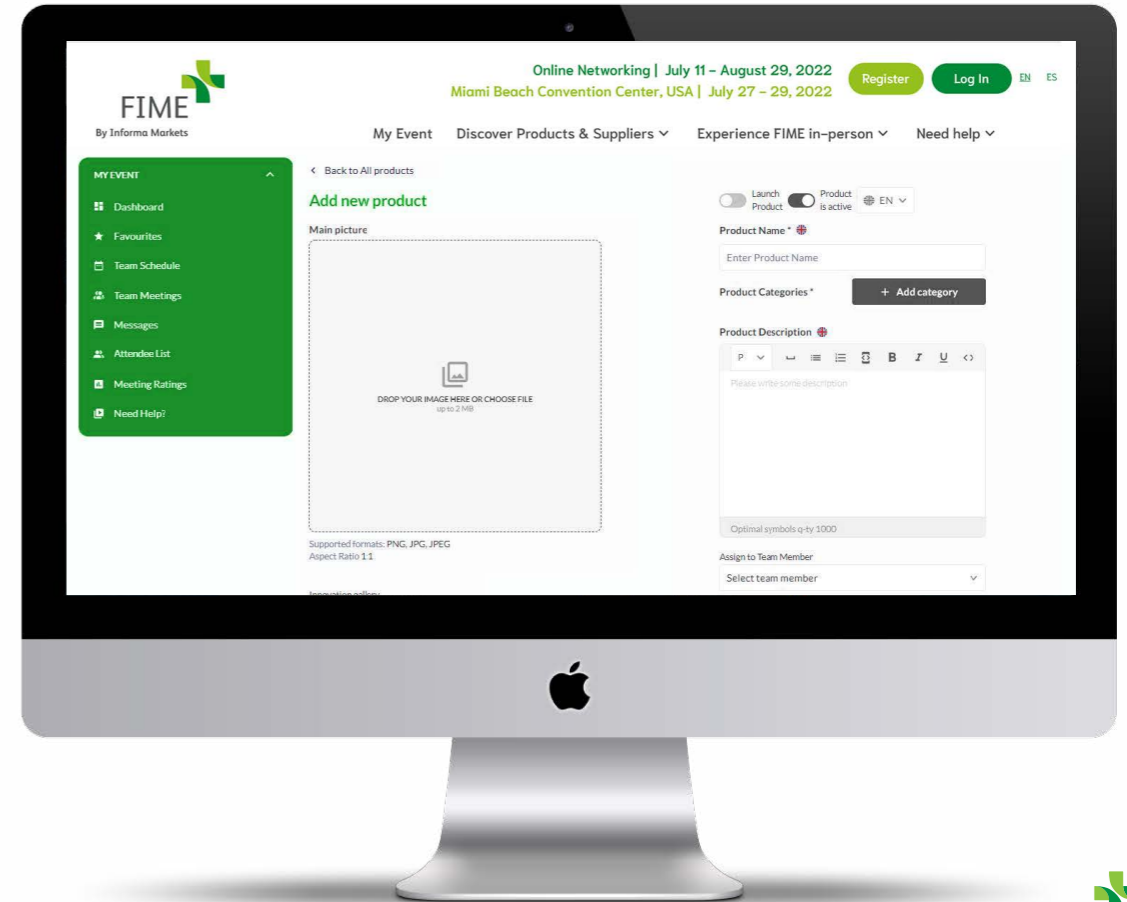 FIME
By Informa Markets
Online Networking | July 11 – August 29, 2022
Miami Beach Convention Center, USA | July 27 – 29, 2022
Register
Log In
EN
ES
My Event
Discover Products & Suppliers
Experience FIME in-person
Need help
MY EVENT
Dashboard
Favourites
Team Schedule
Team Meetings
Messages
Attendee List
Meeting Ratings
Need Help?
Back to All products
Add new product
Main picture
DROP YOUR IMAGE HERE OR CHOOSE FILE
up to 2 MB
Supported formats: PNG, JPG, JPEG
Aspect Ratio 1:1
Innovation gallery
Launch
Product
Product
is active
EN
Product Name *
Enter Product Name
Product Categories *
+ Add category
Product Description
P
B I U <>
Please write some description
Optimal symbols q-ty 1000
Assign to Team Member
Select team member